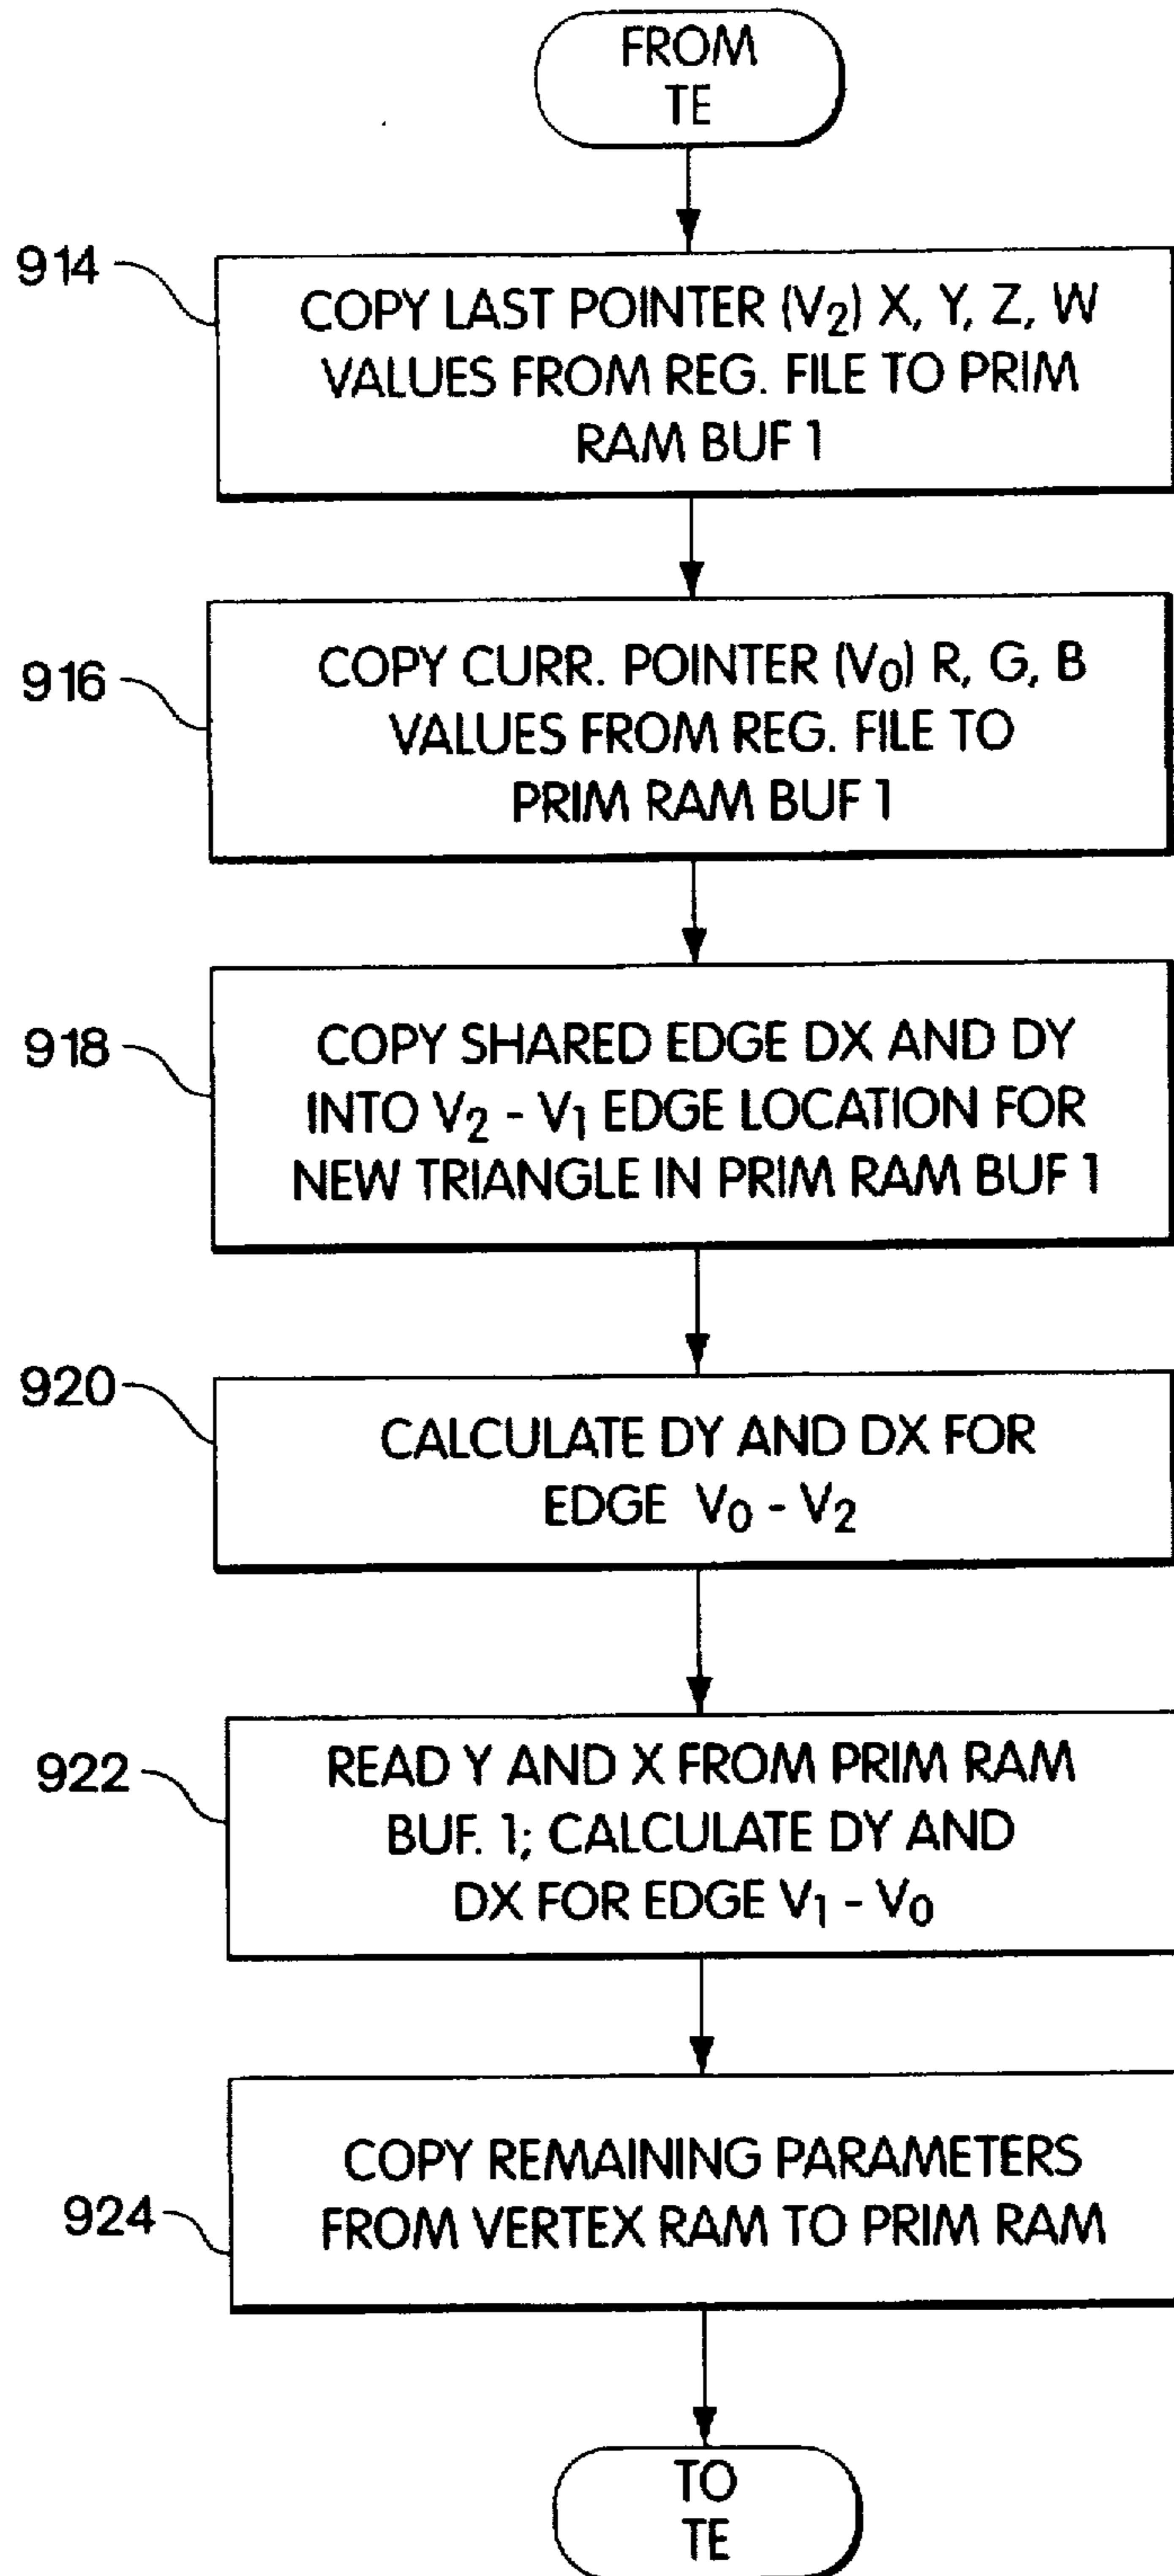 FROM
TE
914
COPY LAST POINTER (V₂) X, Y, Z, W
VALUES FROM REG. FILE TO PRIM
RAM BUF 1
916
COPY CURR. POINTER (V₀) R, G, B
VALUES FROM REG. FILE TO
PRIM RAM BUF 1
918
COPY SHARED EDGE DX AND DY
INTO V₂ - V₁ EDGE LOCATION FOR
NEW TRIANGLE IN PRIM RAM BUF 1
920
CALCULATE DY AND DX FOR
EDGE V₀ - V₂
922
READ Y AND X FROM PRIM RAM
BUF. 1; CALCULATE DY AND
DX FOR EDGE V₁ - V₀
924
COPY REMAINING PARAMETERS
FROM VERTEX RAM TO PRIM RAM
TO
TE